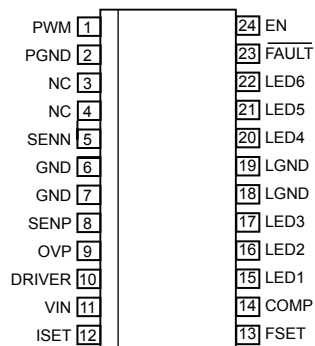 PWM 1 24 EN
PGND 2 23 FAULT
NC 3 22 LED6
NC 4 21 LED5
SENN 5 20 LED4
GND 6 19 LGND
GND 7 18 LGND
SENP 8 17 LED3
OVP 9 16 LED2
DRIVER 10 15 LED1
VIN 11 14 COMP
ISET 12 13 FSET